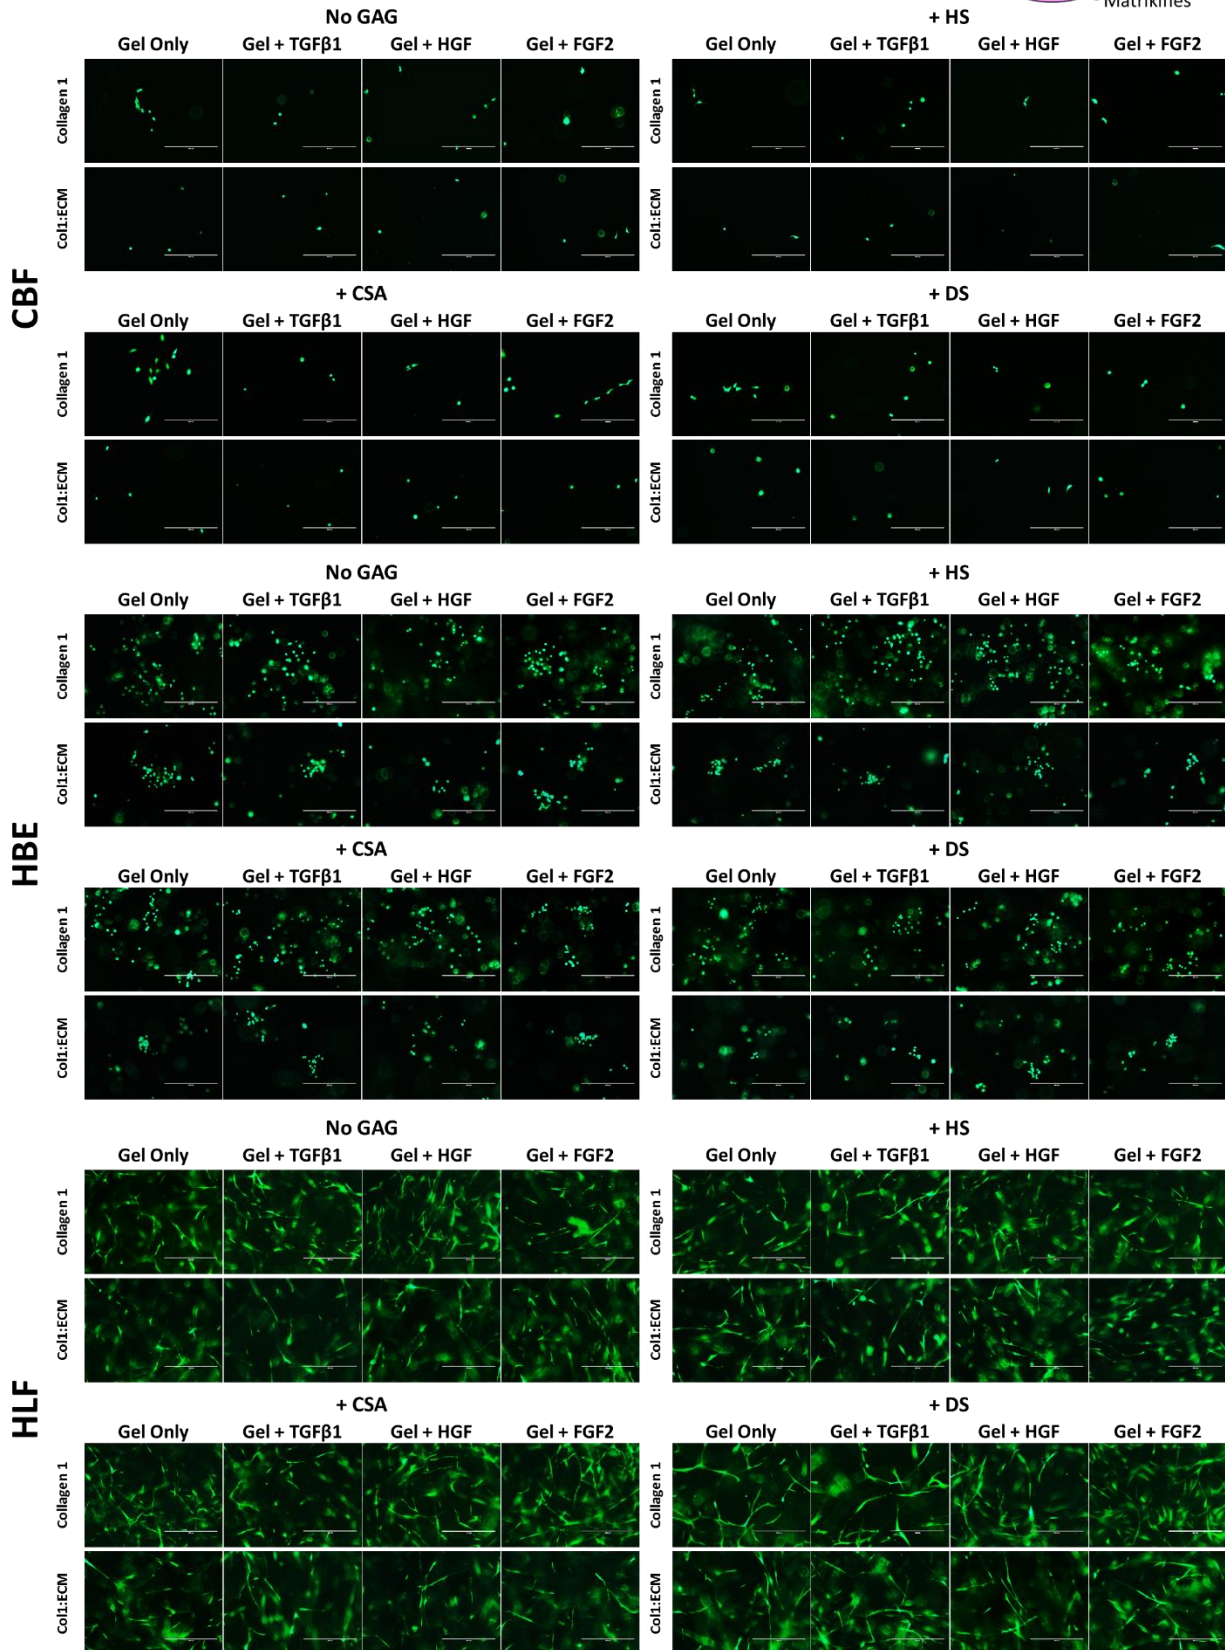 Matrikines
No GAG
+ HS
Gel Only Gel + TGFβ1 Gel + HGF Gel + FGF2
Gel Only Gel + TGFβ1 Gel + HGF Gel + FGF2
Collagen 1
Collagen 1
Col1:ECM
Col1:ECM
CBF
+ CSA
+ DS
Gel Only Gel + TGFβ1 Gel + HGF Gel + FGF2
Gel Only Gel + TGFβ1 Gel + HGF Gel + FGF2
Collagen 1
Collagen 1
Col1:ECM
Col1:ECM
No GAG
+ HS
Gel Only Gel + TGFβ1 Gel + HGF Gel + FGF2
Gel Only Gel + TGFβ1 Gel + HGF Gel + FGF2
Collagen 1
Collagen 1
Col1:ECM
Col1:ECM
HBE
+ CSA
+ DS
Gel Only Gel + TGFβ1 Gel + HGF Gel + FGF2
Gel Only Gel + TGFβ1 Gel + HGF Gel + FGF2
Collagen 1
Collagen 1
Col1:ECM
Col1:ECM
No GAG
+ HS
Gel Only Gel + TGFβ1 Gel + HGF Gel + FGF2
Gel Only Gel + TGFβ1 Gel + HGF Gel + FGF2
Collagen 1
Collagen 1
Col1:ECM
Col1:ECM
HLF
+ CSA
+ DS
Gel Only Gel + TGFβ1 Gel + HGF Gel + FGF2
Gel Only Gel + TGFβ1 Gel + HGF Gel + FGF2
Collagen 1
Collagen 1
Col1:ECM
Col1:ECM